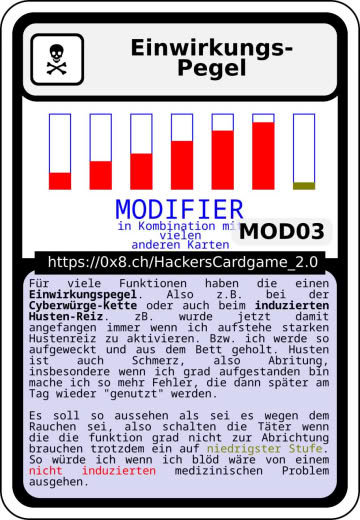 Einwirkungs-
Pegel
MODIFIER
in Kombination mit
vielen
anderen Karten
MOD03
https://0x8.ch/HackersCardgame_2.0
Für viele Funktionen haben die einen
Einwirkungspegel. Also z.B. bei der
Cyberwürge-Kette oder auch beim induzierten
Husten-Reiz. zB. wurde jetzt damit
angefangen immer wenn ich aufstehe starken
Hustenreiz zu aktivieren. Bzw. ich werde so
aufgeweckt und aus dem Bett geholt. Husten
ist auch Schmerz, also Abritung,
insbesondere wenn ich grad aufgestanden bin
mache ich so mehr Fehler, die dann später am
Tag wieder "genutzt" werden.
Es soll so aussehen als sei es wegen dem
Rauchen sei, also schalten die Täter wenn
die die funktion grad nicht zur Abrichtung
brauchen trotzdem ein auf niedrigster Stufe.
So würde ich wenn ich blöd wäre von einem
nicht induzierten medizinischen Problem
ausgehen.